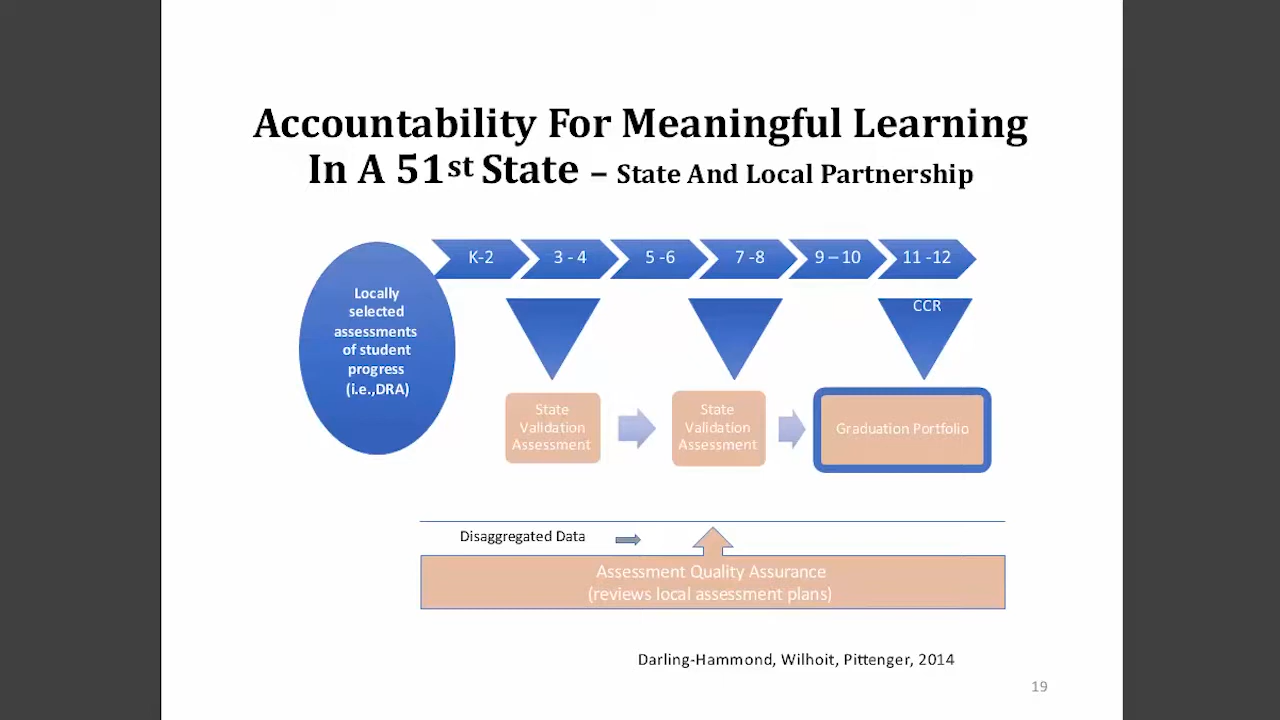 Accountability For Meaningful Learning
In A 51st State – State And Local Partnership
K-2
3 - 4
5 -6
7 -8
9 – 10
11 -12
Locally
selected
assessments
of student
progress
(i.e.,DRA)
CCR
State
Validation
Assessment
State
Validation
Assessment
Graduation Portfolio
Disaggregated Data
Assessment Quality Assurance
(reviews local assessment plans)
Darling-Hammond, Wilhoit, Pittenger, 2014
19